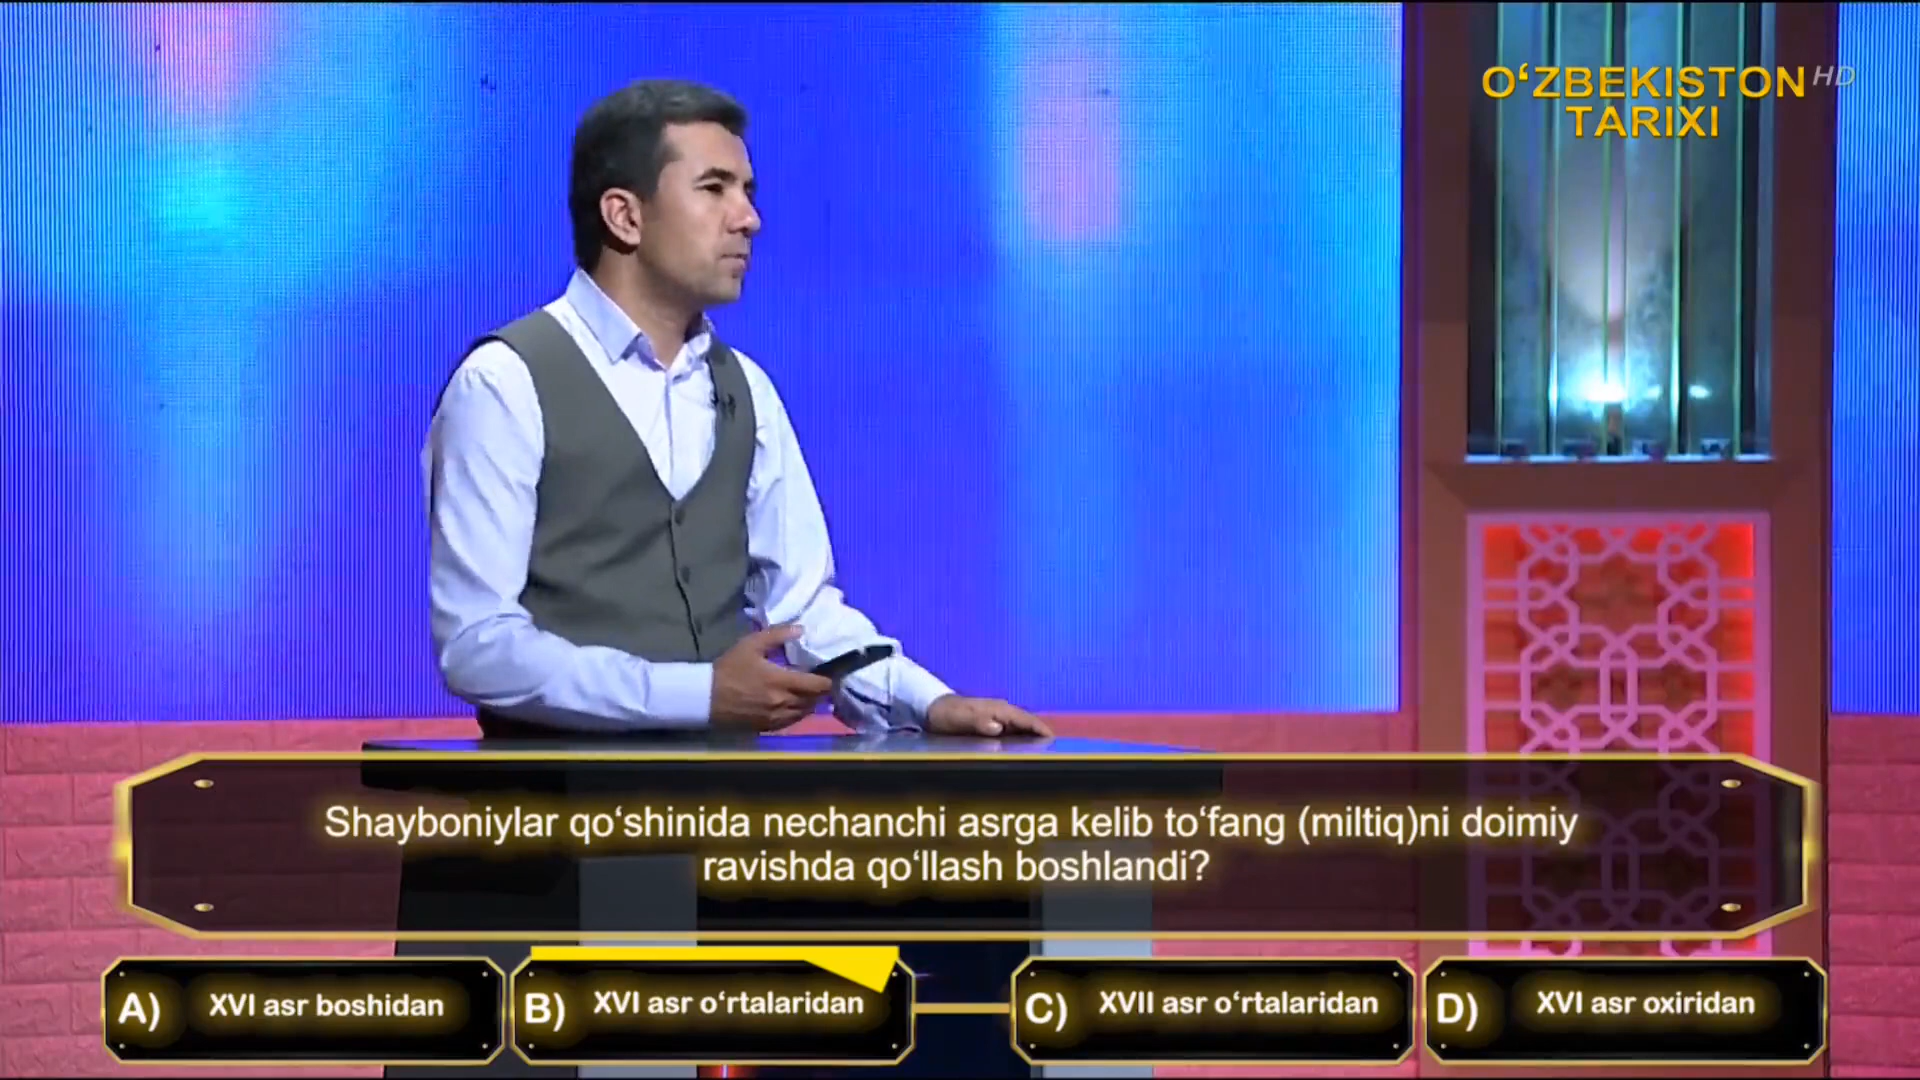 O‘ZBEKISTON HD
TARIXI
Shayboniylar qo‘shinida nechanchi asrga kelib to‘fang (miltiq)ni doimiy
ravishda qo‘llash boshlandi?
A) XVI asr boshidan
B) XVI asr o‘rtalaridan
C) XVII asr o‘rtalaridan
D) XVI asr oxiridan